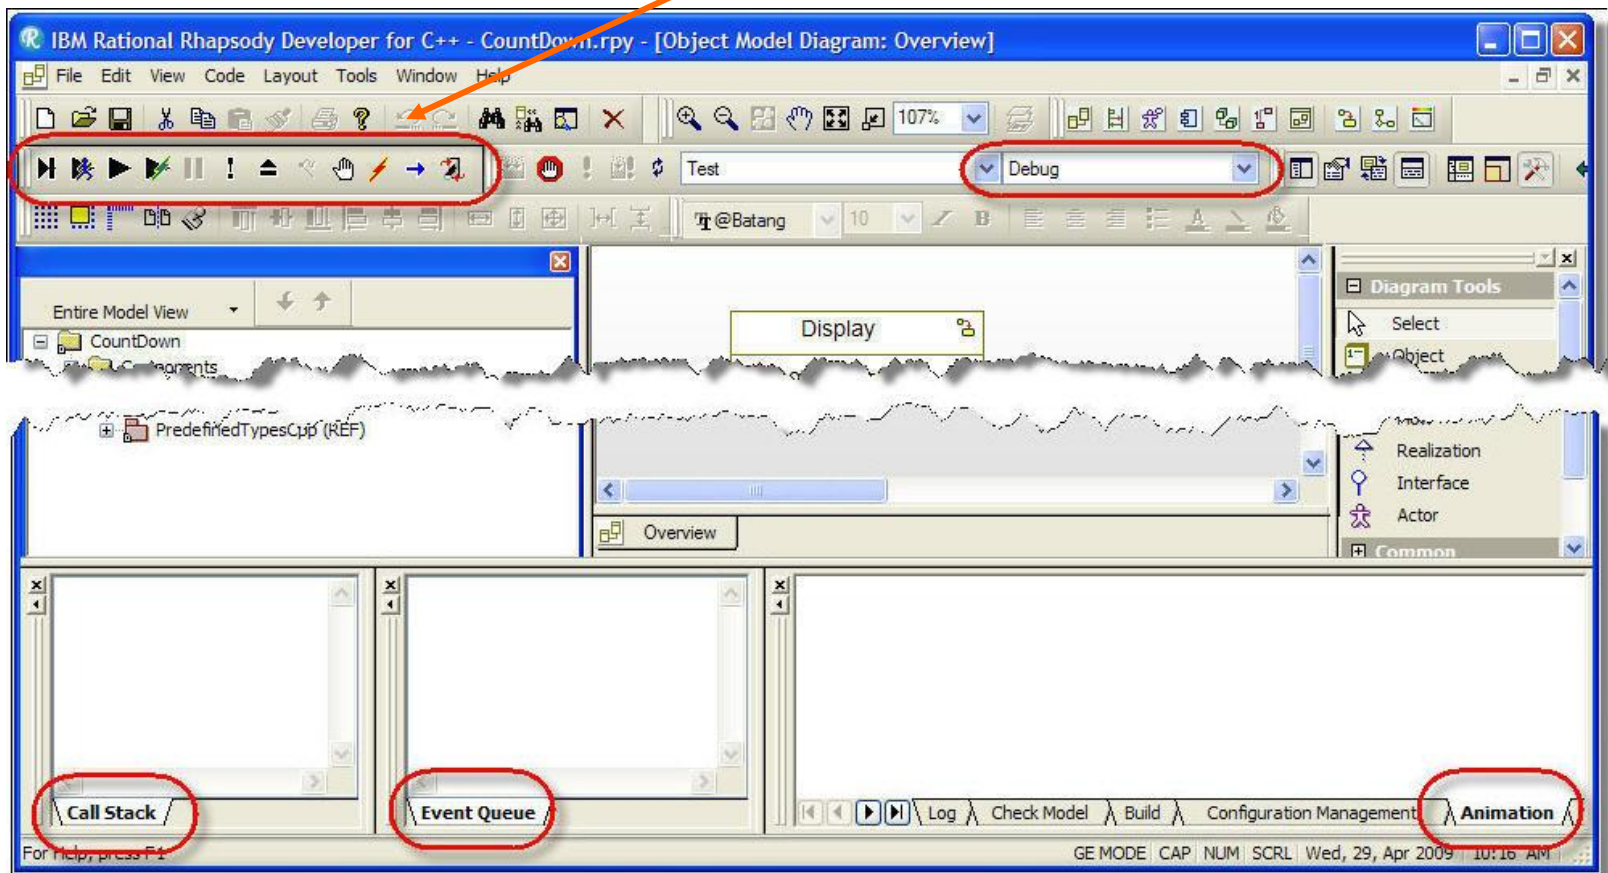 IBM Rational Rhapsody Developer for C++ - CountDown.rpy - [Object Model Diagram: Overview]
File Edit View Code Layout Tools Window Help
107%
Test Debug
@Batang 10 I B A
Entire Model View
CountDown
Components
PredefinedTypesCpp (REF)
Display
Overview
Diagram Tools
Select
Object
Realization
Interface
Actor
Common
Call Stack Event Queue Log Check Model Build Configuration Management Animation
For Help, press F1 GE MODE CAP NUM SCRL Wed, 29, Apr 2009 10:16 AM